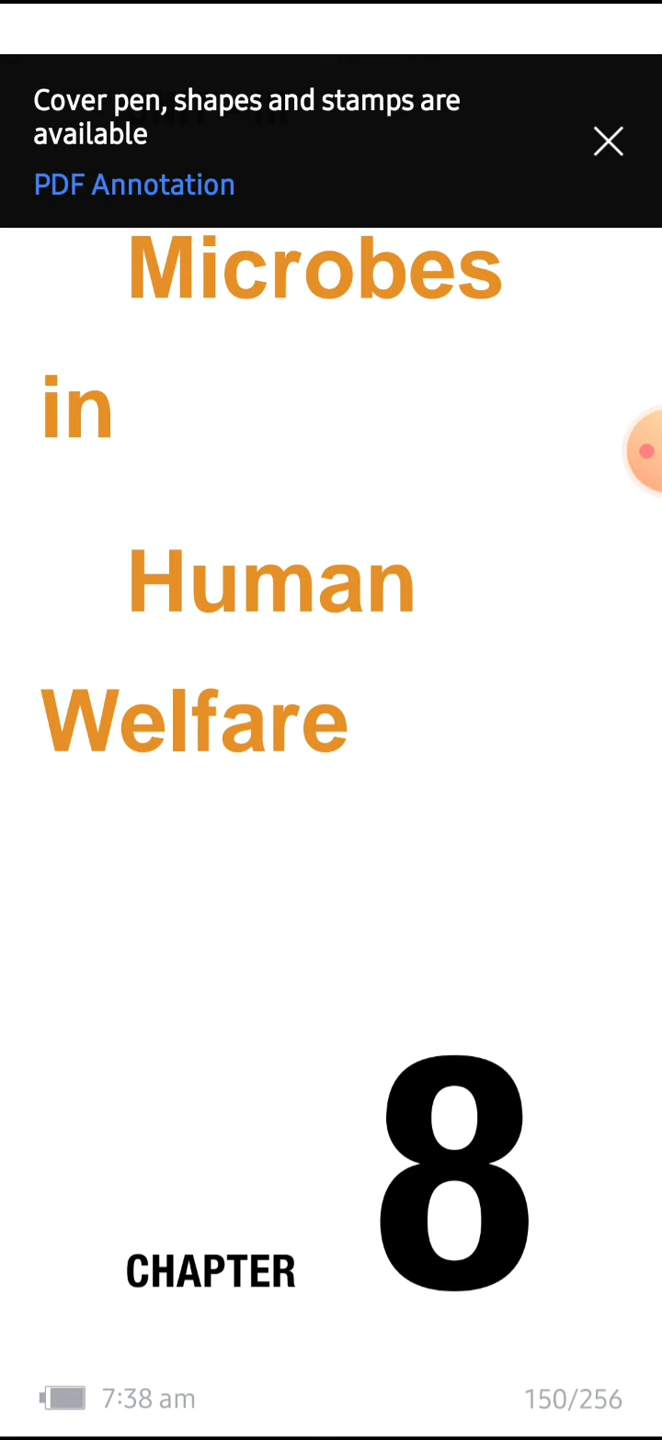 Cover pen, shapes and stamps are
available
PDF Annotation
Microbes
in
Human
Welfare
8
CHAPTER
7:38 am
150/256